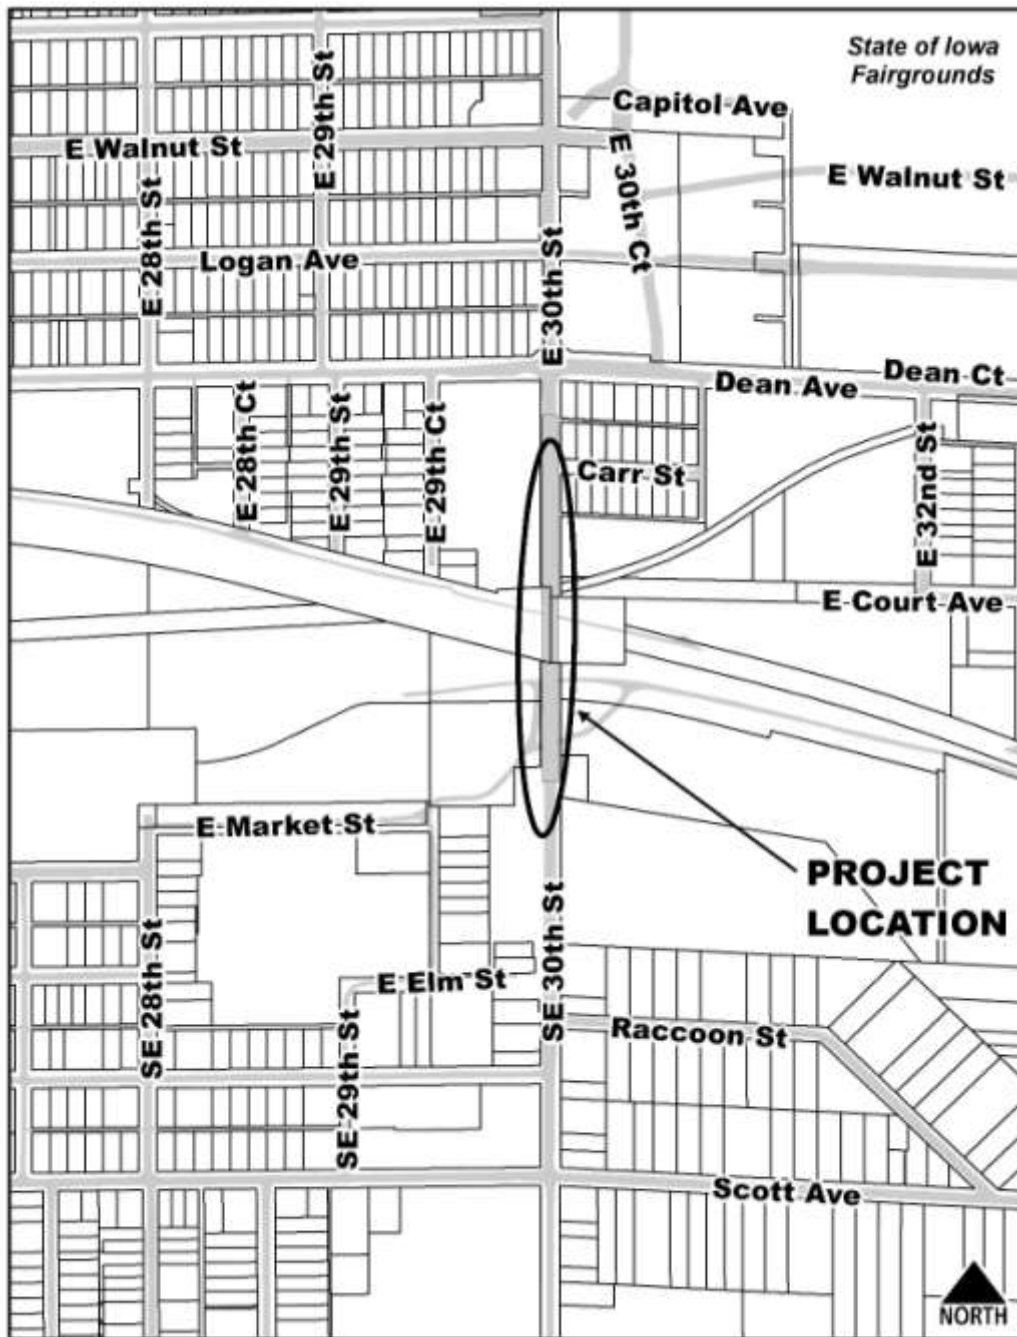 State of Iowa
Fairgrounds
Capitol Ave
E 29th St
E Walnut St
E 30th Ct
E Walnut St
E 28th St
Logan Ave
E 30th St
Dean Ave
Dean Ct
E 28th Ct
E 29th St
E 29th Ct
Carr St
E 32nd St
E Court Ave
E Market St
PROJECT
LOCATION
SE 28th St
E Elm St
SE 30th St
SE 29th St
Raccoon St
Scott Ave
NORTH